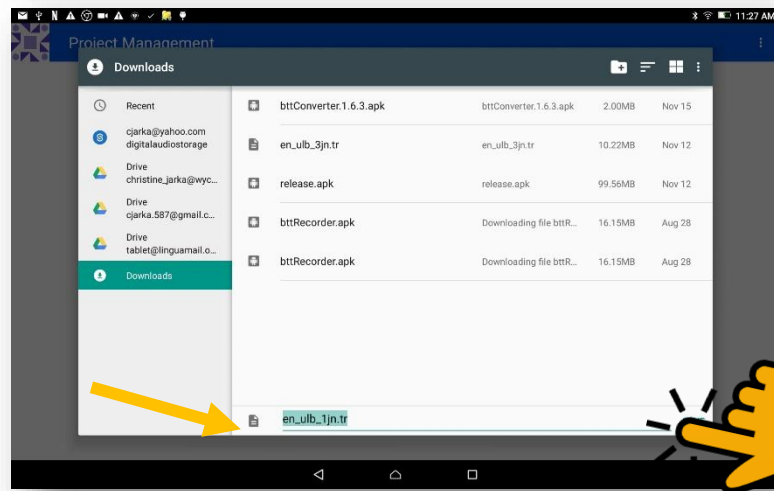 11:27 AM
Project Management
Downloads
Recent
cjarka@yahoo.com
digitalaudiostorage
Drive
christine_jarka@wyc...
Drive
cjarka.587@gmail.c...
Drive
tablet@linguamail.o...
Downloads
bttConverter.1.6.3.apk bttConverter.1.6.3.apk 2.00MB Nov 15
en_ulb_3jn.tr en_ulb_3jn.tr 10.22MB Nov 12
release.apk release.apk 99.56MB Nov 12
bttRecorder.apk Downloading file bttR... 16.15MB Aug 28
bttRecorder.apk Downloading file bttR... 16.15MB Aug 28
en_ulb_1jn.tr